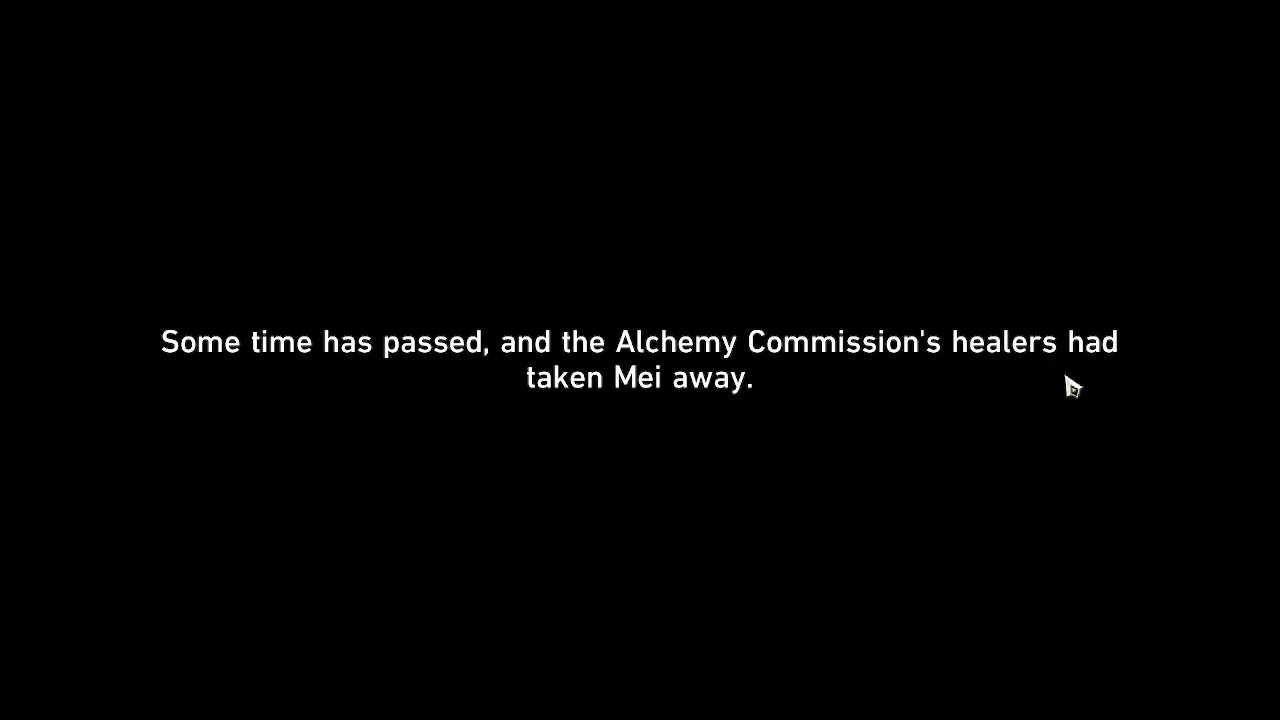 Some time has passed, and the Alchemy Commission's healers had
taken Mei away.